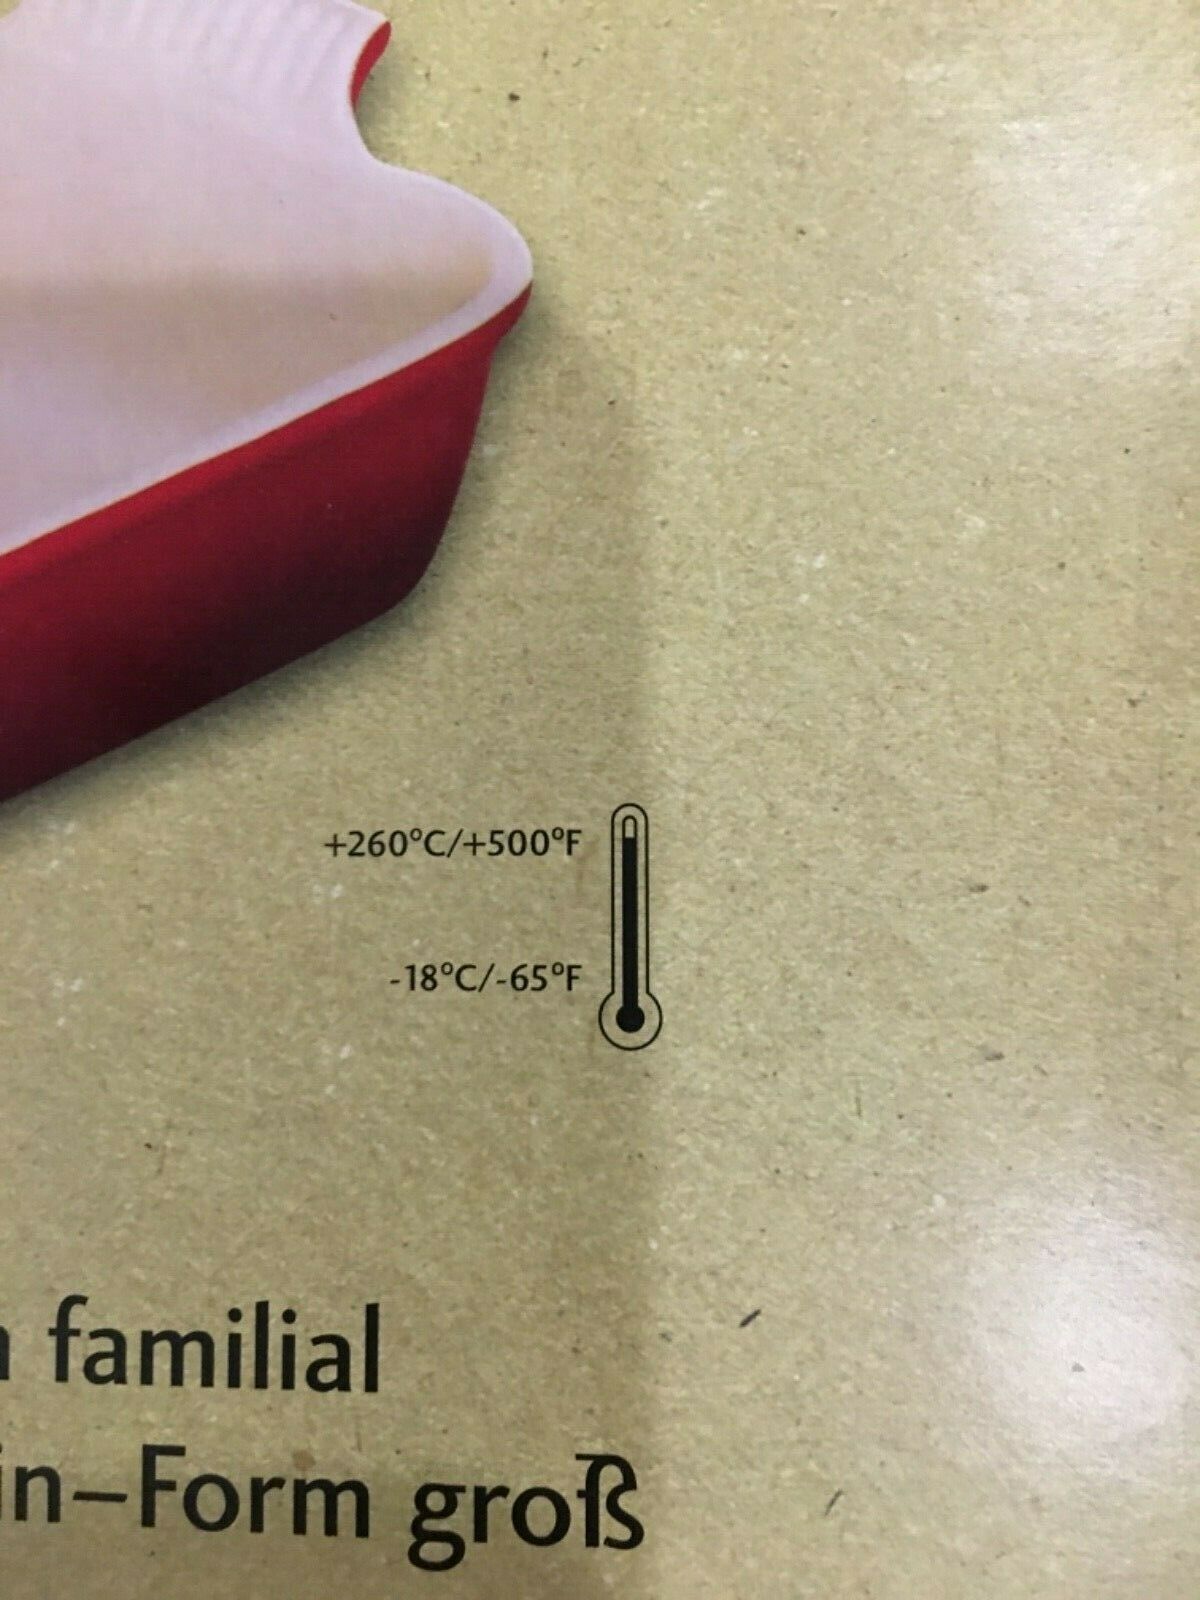 +260°C/+500°F
-18°C/-65°F
familial
in–Form groß